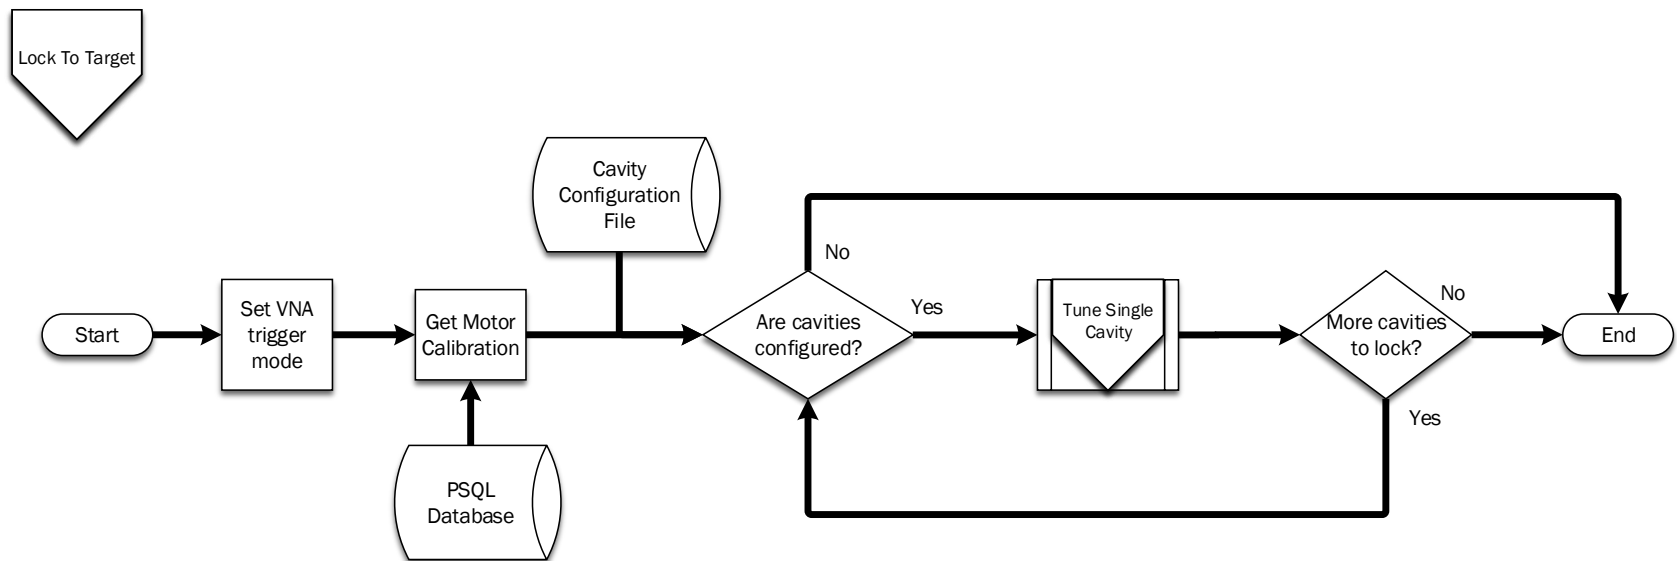 Lock To Target
Cavity
Configuration
File
No
Start
Set VNA
trigger
mode
Get Motor
Calibration
Are cavities
configured?
Yes
Tune Single
Cavity
More cavities
to lock?
No
End
Yes
PSQL
Database